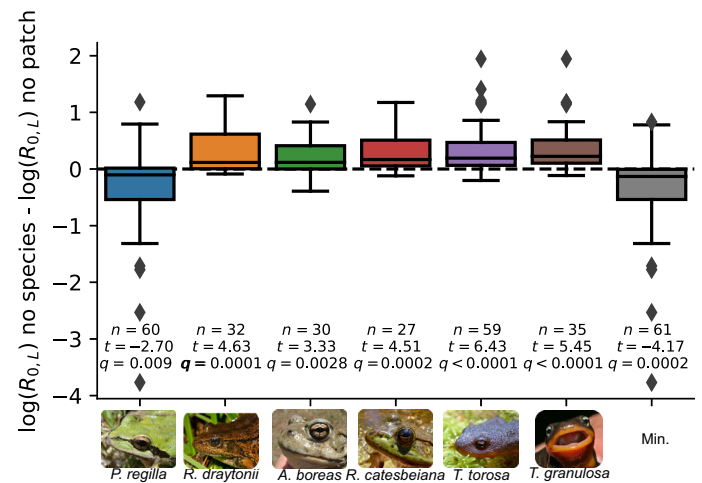 log(R0,L) no species - log(R0,L) no patch
2
1
0
−1
−2
−3
−4
n = 60
t = −2.70
q = 0.009
n = 32
t = 4.63
q = 0.0001
n = 30
t = 3.33
q = 0.0028
n = 27
t = 4.51
q = 0.0002
n = 59
t = 6.43
q < 0.0001
n = 35
t = 5.45
q < 0.0001
n = 61
t = −4.17
q = 0.0002
P. regilla
R. draytonii
A. boreas
R. catesbeiana
T. torosa
T. granulosa
Min.